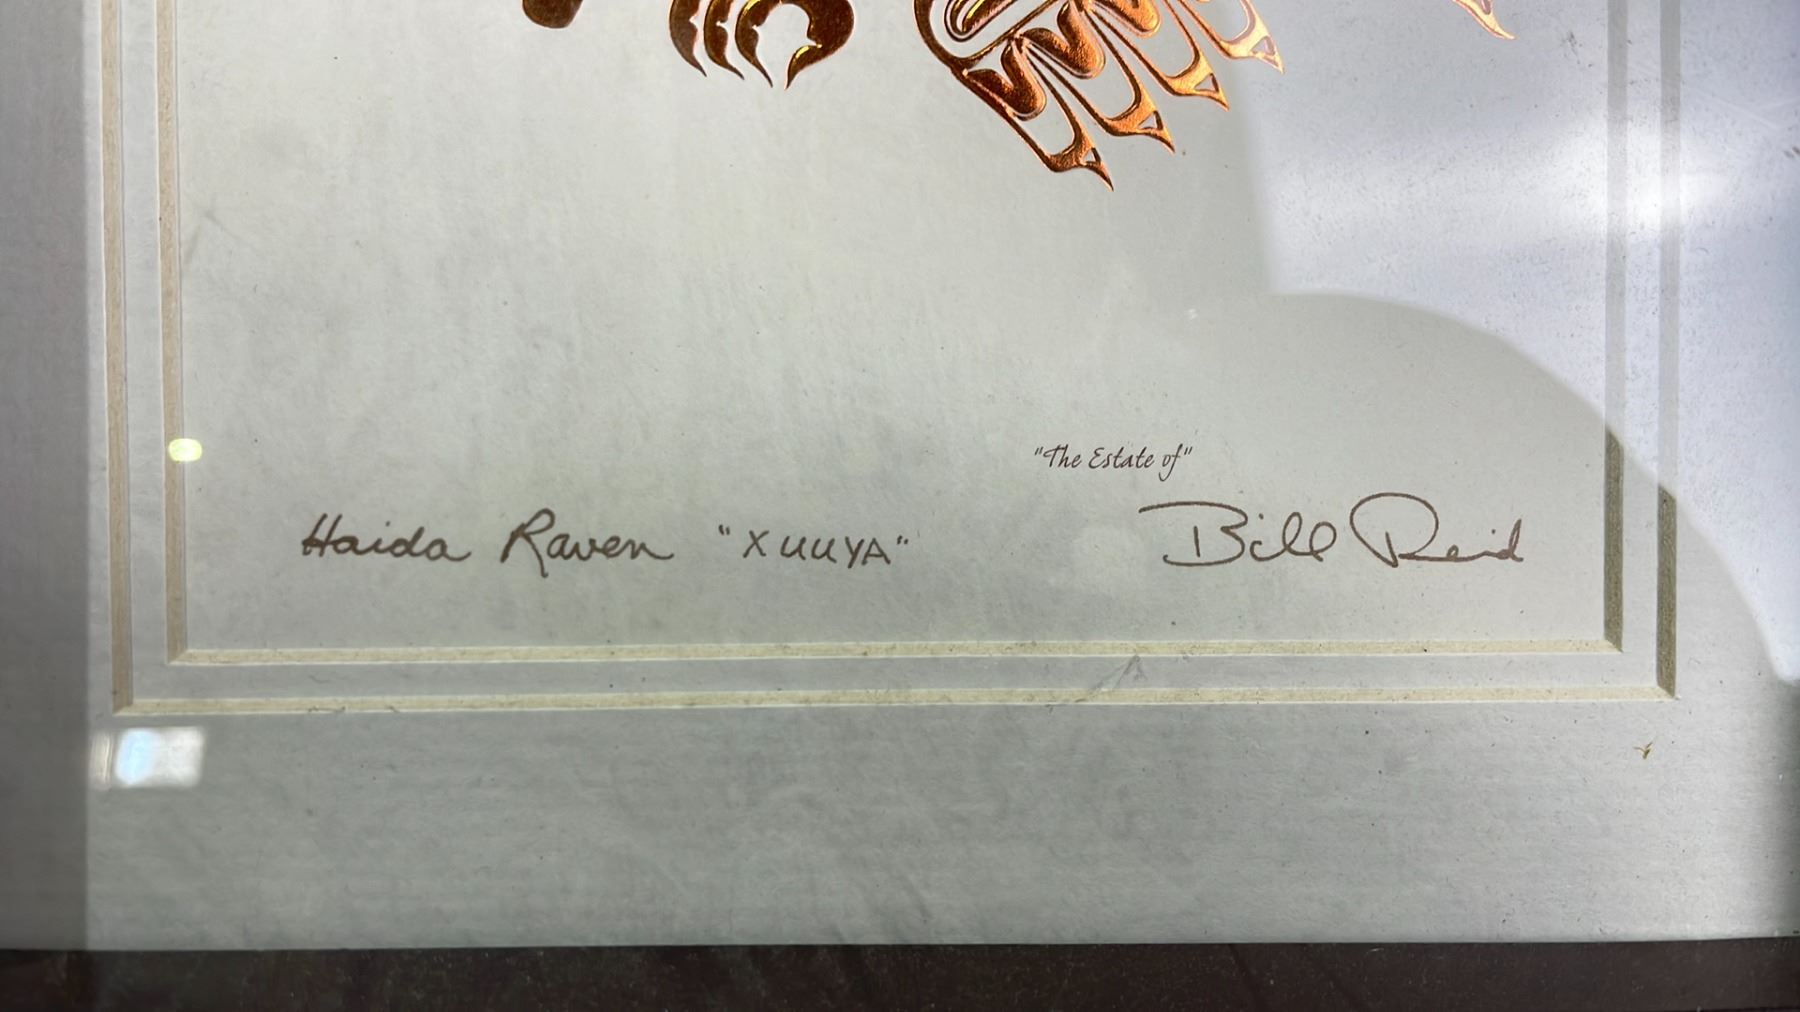 "The Estate of"
Haida Raven "XUUYA" Bill Reid